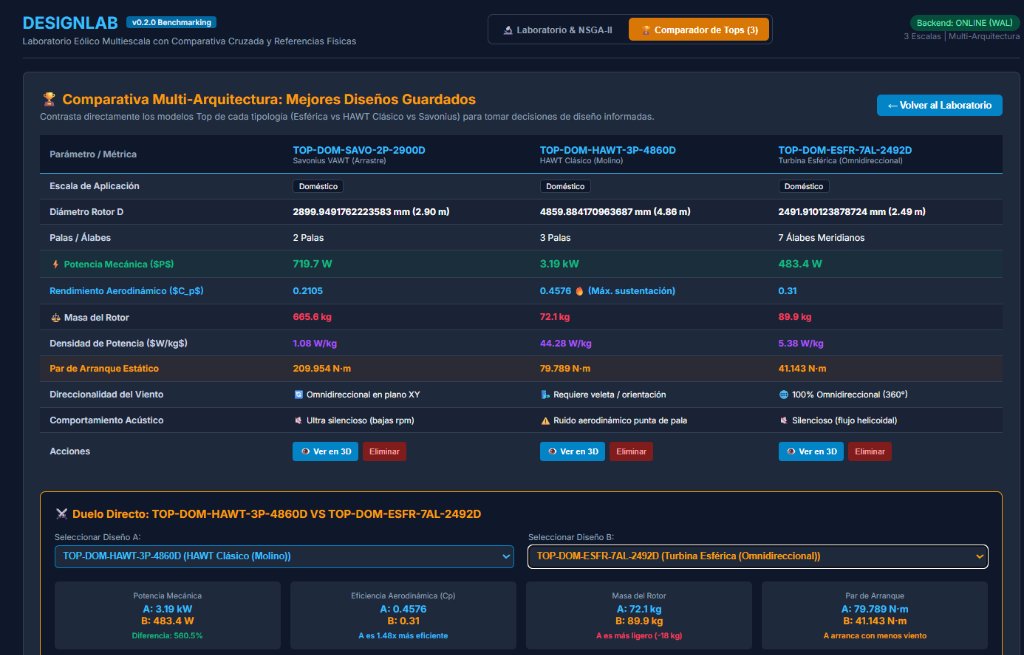 DESIGNLAB v0.2.0 Benchmarking
Laboratorio Eólico Multiescala con Comparativa Cruzada y Referencias Físicas
Laboratorio & NSGA-II
Comparador de Tops (3)
Backend: ONLINE (WAL)
3 Escalas | Multi-Arquitectura
Comparativa Multi-Arquitectura: Mejores Diseños Guardados
Contrasta directamente los modelos Top de cada tipología (Esférica vs HAWT Clásico vs Savonius) para tomar decisiones de diseño informadas.
← Volver al Laboratorio
Parámetro / Métrica
TOP-DOM-SAVO-2P-2900D
Savonius VAWT (Arrastre)
TOP-DOM-HAWT-3P-4860D
HAWT Clásico (Molino)
TOP-DOM-ESFR-7AL-2492D
Turbina Esférica (Omnidireccional)
Escala de Aplicación Doméstico Doméstico Doméstico
Diámetro Rotor D 2899.9491762223583 mm (2.90 m) 4859.884170963687 mm (4.86 m) 2491.910123878724 mm (2.49 m)
Palas / Álabes 2 Palas 3 Palas 7 Álabes Meridianos
Potencia Mecánica ($P$) 719.7 W 3.19 kW 483.4 W
Rendimiento Aerodinámico ($C_p$) 0.2105 0.4576 (Máx. sustentación) 0.31
Masa del Rotor 665.6 kg 72.1 kg 89.9 kg
Densidad de Potencia ($W/kg$) 1.08 W/kg 44.28 W/kg 5.38 W/kg
Par de Arranque Estático 209.954 N·m 79.789 N·m 41.143 N·m
Direccionalidad del Viento Omnidireccional en plano XY Requiere veleta / orientación 100% Omnidireccional (360°)
Comportamiento Acústico Ultra silencioso (bajas rpm) Ruido aerodinámico punta de pala Silencioso (flujo helicoidal)
Acciones Ver en 3D Eliminar Ver en 3D Eliminar Ver en 3D Eliminar
Duelo Directo: TOP-DOM-HAWT-3P-4860D VS TOP-DOM-ESFR-7AL-2492D
Seleccionar Diseño A:
TOP-DOM-HAWT-3P-4860D (HAWT Clásico (Molino))
Seleccionar Diseño B:
TOP-DOM-ESFR-7AL-2492D (Turbina Esférica (Omnidireccional))
Potencia Mecánica
A: 3.19 kW
B: 483.4 W
Diferencia: 560.5%
Eficiencia Aerodinámica (Cp)
A: 0.4576
B: 0.31
A es 1.48x más eficiente
Masa del Rotor
A: 72.1 kg
B: 89.9 kg
A es más ligero (-18 kg)
Par de Arranque
A: 79.789 N·m
B: 41.143 N·m
A arranca con menos viento